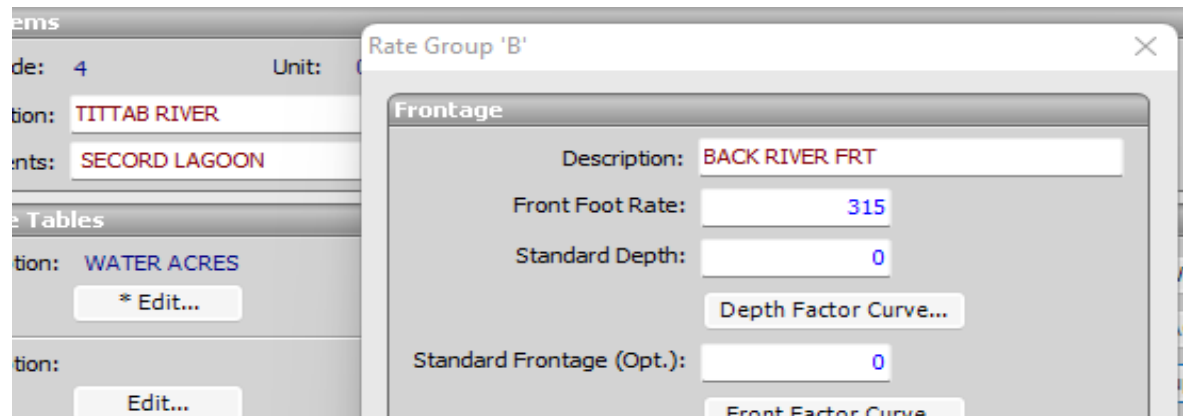 ems
Rate Group 'B'
de: 4 Unit:
tion: TITTAB RIVER
ents: SECORD LAGOON
Frontage
Description: BACK RIVER FRT
Front Foot Rate: 315
Standard Depth: 0
Depth Factor Curve...
Standard Frontage (Opt.): 0
Front Factor Curve...
e Tables
tion: WATER ACRES
* Edit...
tion:
Edit...